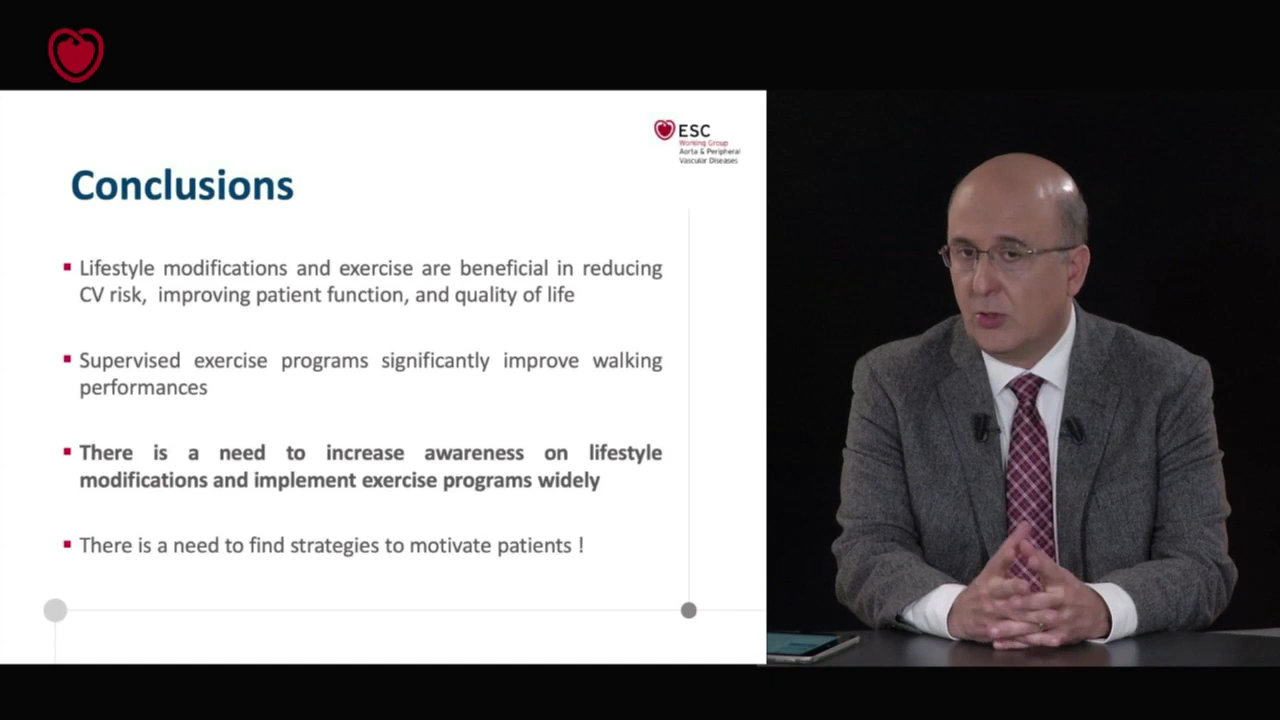 ESC
Working Group
Aorta & Peripheral
Vascular Diseases
Conclusions
Lifestyle modifications and exercise are beneficial in reducing
CV risk, improving patient function, and quality of life
Supervised exercise programs significantly improve walking
performances
There is a need to increase awareness on lifestyle
modifications and implement exercise programs widely
There is a need to find strategies to motivate patients !